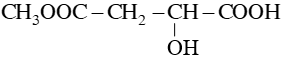 CH₃OOC – CH₂ – CH – COOH
OH